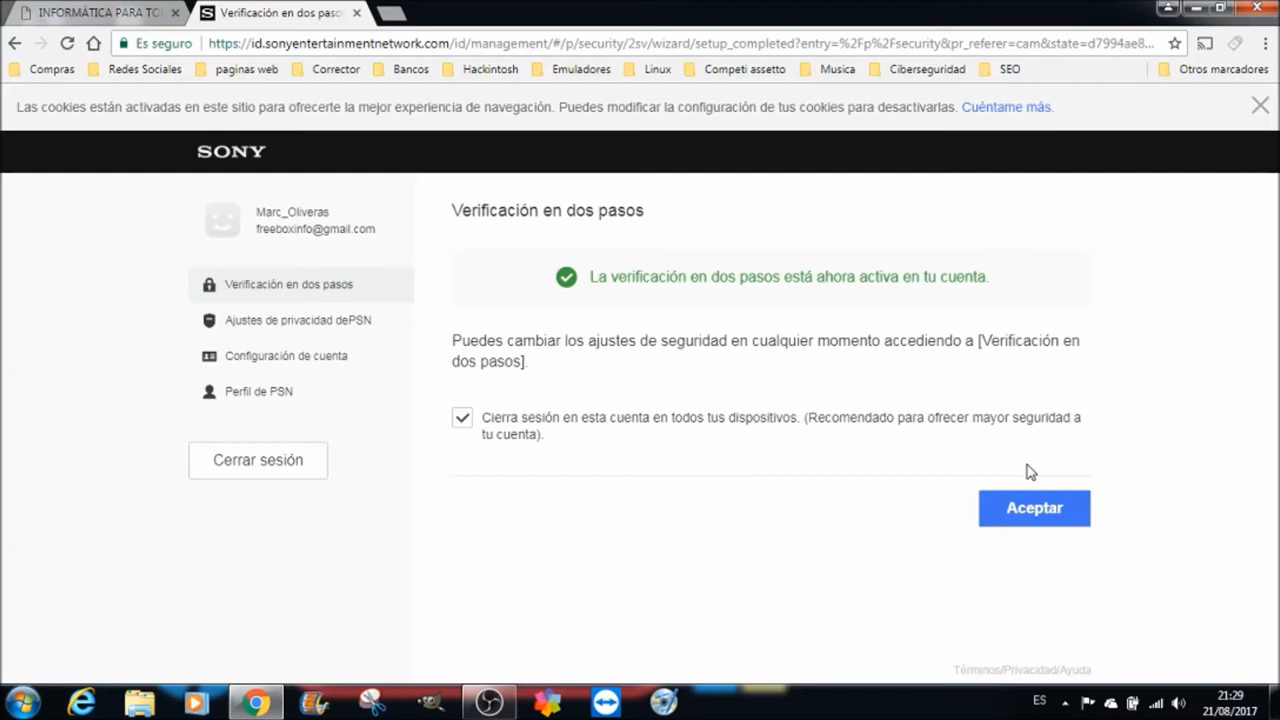 INFORMÁTICA PARA TO
Verificación en dos paso
Es seguro
https://id.sonyentertainmentnetwork.com/id/management/#/p/security/2sv/wizard/setup_completed?entry=%2Fp%2Fsecurity&pr_referer=cam&state=d7994ae8...
Compras Redes Sociales paginas web Corrector Bancos Hackintosh Emuladores Linux Competi assetto Musica Ciberseguridad SEO Otros marcadores
Las cookies están activadas en este sitio para ofrecerte la mejor experiencia de navegación. Puedes modificar la configuración de tus cookies para desactivarlas. Cuéntame más.
SONY
Marc_Oliveras
freeboxinfo@gmail.com
Verificación en dos pasos
Ajustes de privacidad dePSN
Configuración de cuenta
Perfil de PSN
Cerrar sesión
Verificación en dos pasos
La verificación en dos pasos está ahora activa en tu cuenta.
Puedes cambiar los ajustes de seguridad en cualquier momento accediendo a [Verificación en
dos pasos].
Cierra sesión en esta cuenta en todos tus dispositivos. (Recomendado para ofrecer mayor seguridad a
tu cuenta).
Aceptar
Términos/Privacidad/Ayuda
ES
21:29
21/08/2017